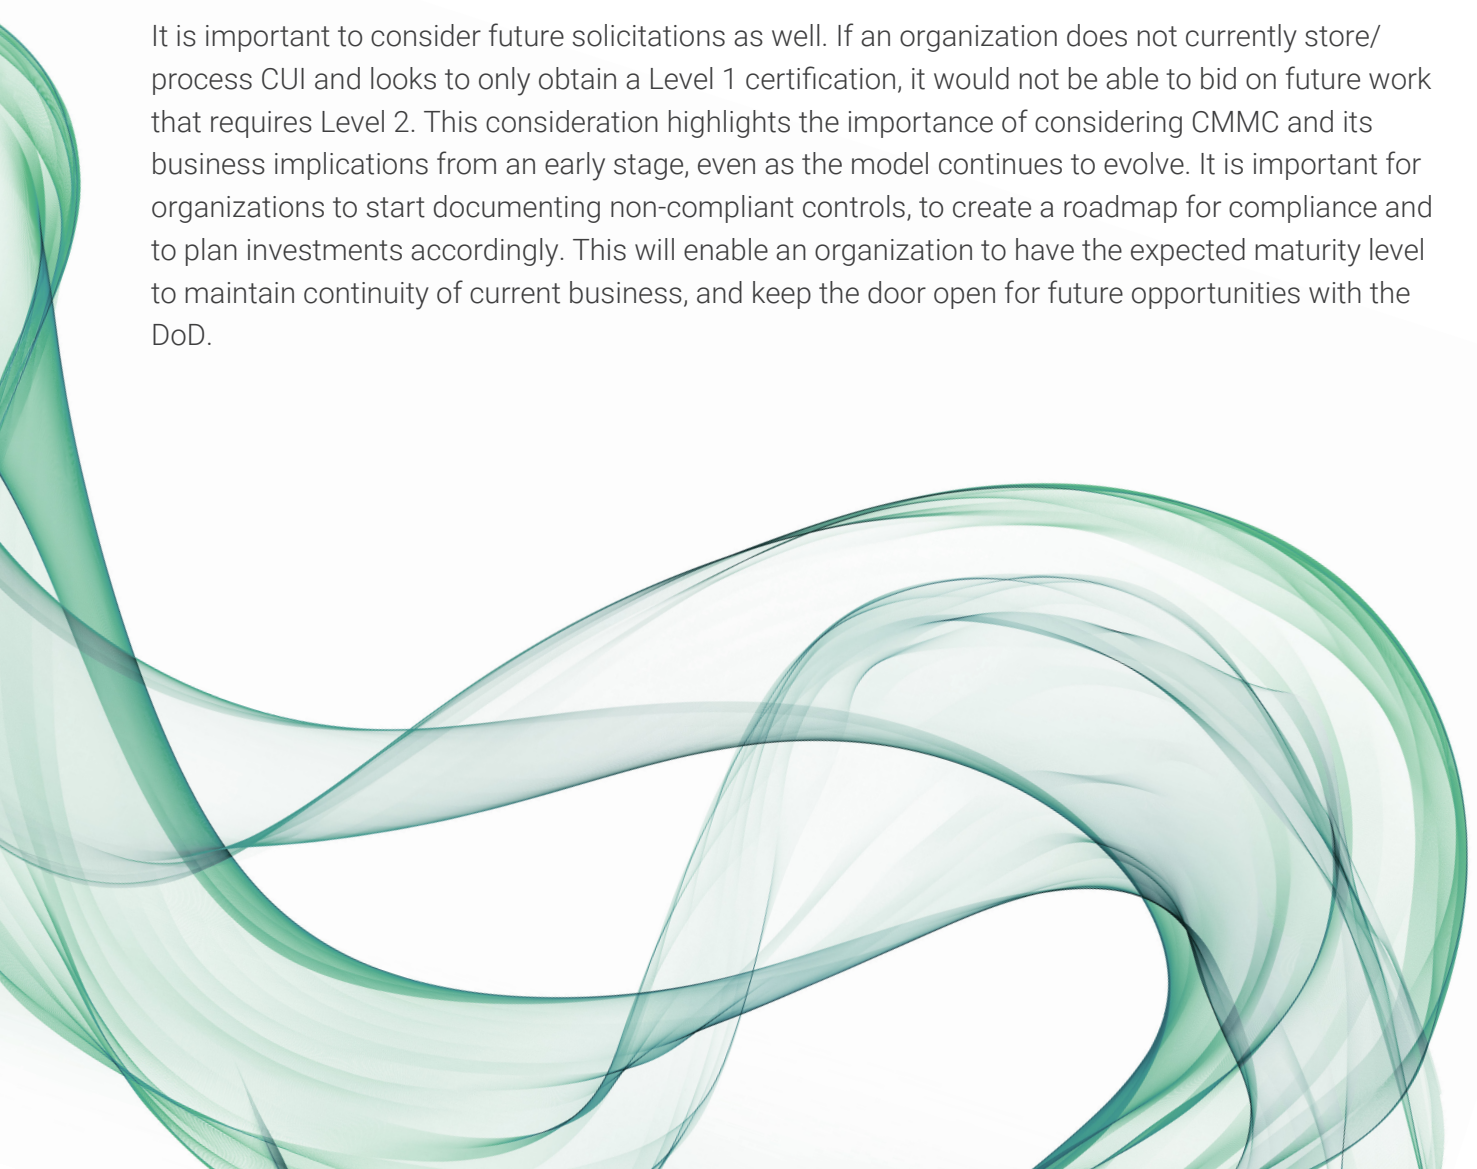 It is important to consider future solicitations as well. If an organization does not currently store/
process CUI and looks to only obtain a Level 1 certification, it would not be able to bid on future work
that requires Level 2. This consideration highlights the importance of considering CMMC and its
business implications from an early stage, even as the model continues to evolve. It is important for
organizations to start documenting non-compliant controls, to create a roadmap for compliance and
to plan investments accordingly. This will enable an organization to have the expected maturity level
to maintain continuity of current business, and keep the door open for future opportunities with the
DoD.